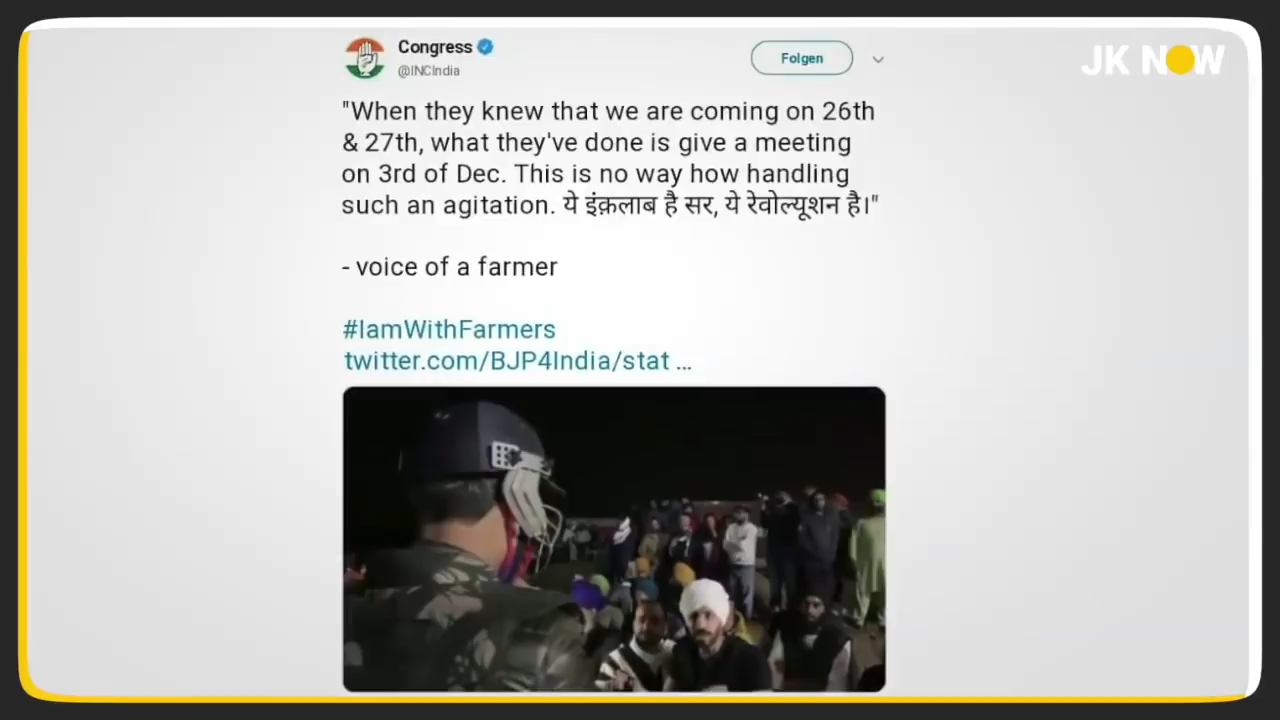 Congress
@INCIndia
Folgen
JK NOW
"When they knew that we are coming on 26th
& 27th, what they've done is give a meeting
on 3rd of Dec. This is no way how handling
such an agitation. ये इंक़लाब है सर, ये रेवोल्यूशन है।"
- voice of a farmer
#IamWithFarmers
twitter.com/BJP4India/stat ...